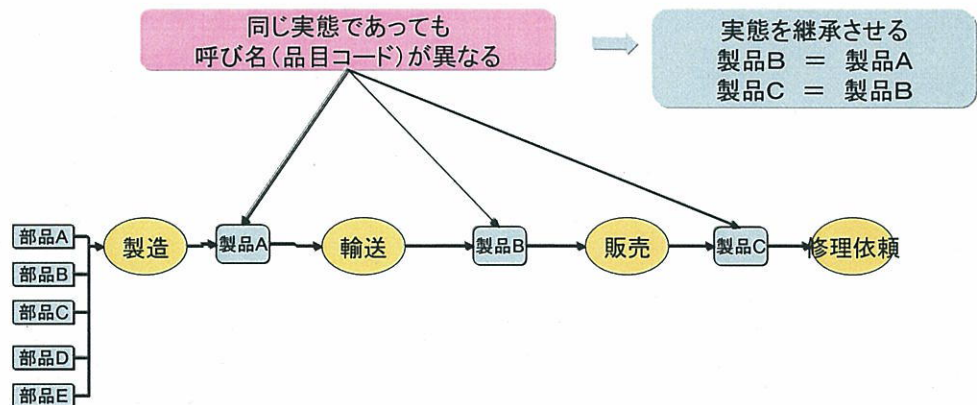 同じ実態であっても
呼び名(品目コード)が異なる
実態を継承させる
製品B = 製品A
製品C = 製品B
部品A
部品B
部品C
部品D
部品E
製造
製品A
輸送
製品B
販売
製品C
修理依頼